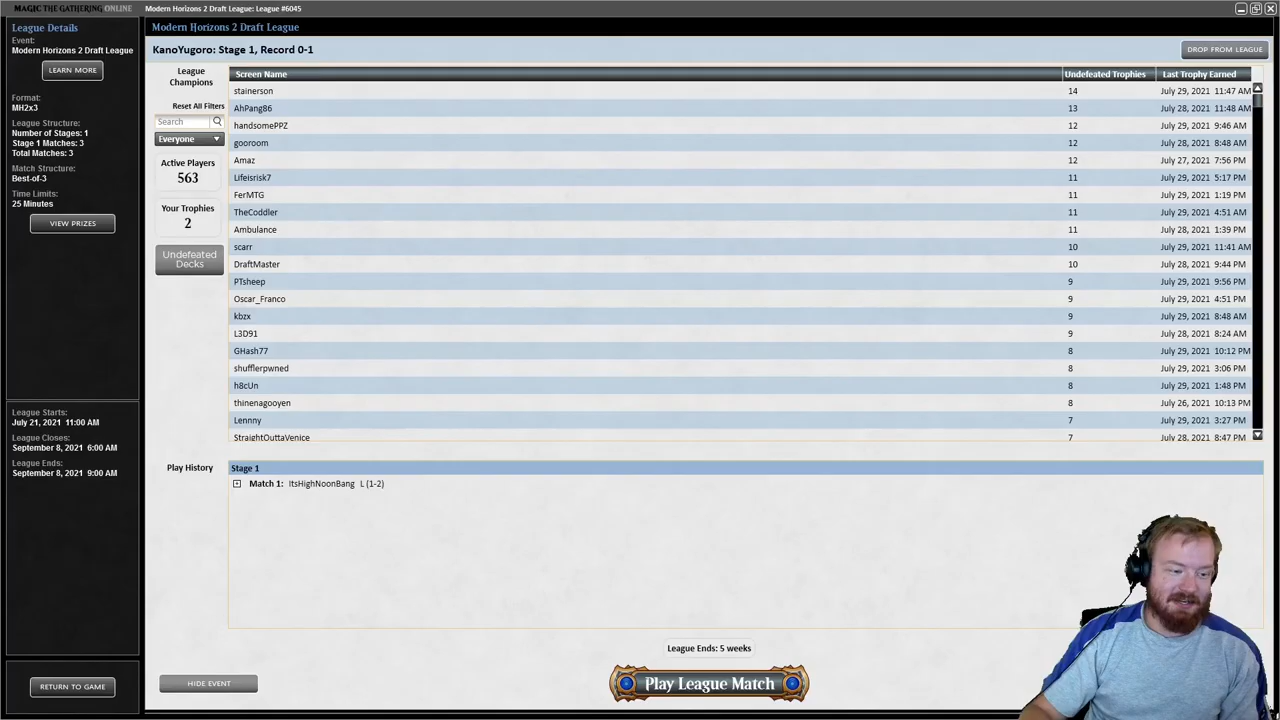 MAGIC THE GATHERING ONLINE
Modern Horizons 2 Draft League: League #6045
League Details
Event:
Modern Horizons 2 Draft League
LEARN MORE
Format:
MH2x3
League Structure:
Number of Stages: 1
Stage 1 Matches: 3
Total Matches: 3
Match Structure:
Best-of-3
Time Limits:
25 Minutes
VIEW PRIZES
League Starts:
July 21, 2021 11:00 AM
League Closes:
September 8, 2021 6:00 AM
League Ends:
September 8, 2021 9:00 AM
RETURN TO GAME
Modern Horizons 2 Draft League
KanoYugoro: Stage 1, Record 0-1
DROP FROM LEAGUE
League
Champions
Reset All Filters
Search
Everyone
Active Players
563
Your Trophies
2
Undefeated
Decks
Screen Name Undefeated Trophies Last Trophy Earned
stainerson 14 July 29, 2021 11:47 AM
AhPang86 13 July 28, 2021 11:48 AM
handsomePPZ 12 July 29, 2021 9:46 AM
gooroom 12 July 28, 2021 8:48 AM
Amaz 12 July 27, 2021 7:56 PM
Lifeisrisk7 11 July 29, 2021 5:17 PM
FerMTG 11 July 29, 2021 1:19 PM
TheCoddler 11 July 29, 2021 4:51 AM
Ambulance 11 July 28, 2021 1:39 PM
scarr 10 July 29, 2021 11:41 AM
DraftMaster 10 July 28, 2021 9:44 PM
PTsheep 9 July 29, 2021 9:56 PM
Oscar_Franco 9 July 29, 2021 4:51 PM
kbzx 9 July 29, 2021 8:48 AM
L3D91 9 July 28, 2021 8:24 AM
GHash77 8 July 29, 2021 10:12 PM
shufflerpwned 8 July 29, 2021 3:06 PM
h8cUn 8 July 29, 2021 1:48 PM
thinenagooyen 8 July 26, 2021 10:13 PM
Lennny 7 July 29, 2021 3:27 PM
StraightOuttaVenice 7 July 28, 2021 8:47 PM
Play History
Stage 1
Match 1: ItsHighNoonBang L (1-2)
League Ends: 5 weeks
HIDE EVENT
Play League Match